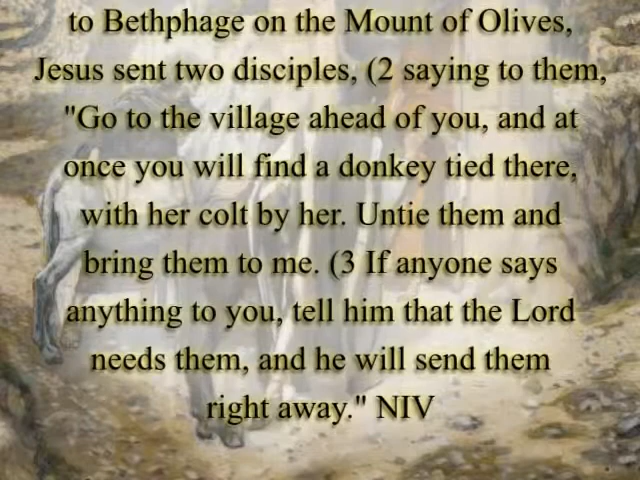 to Bethphage on the Mount of Olives,
Jesus sent two disciples, (2 saying to them,
"Go to the village ahead of you, and at
once you will find a donkey tied there,
with her colt by her. Untie them and
bring them to me. (3 If anyone says
anything to you, tell him that the Lord
needs them, and he will send them
right away." NIV